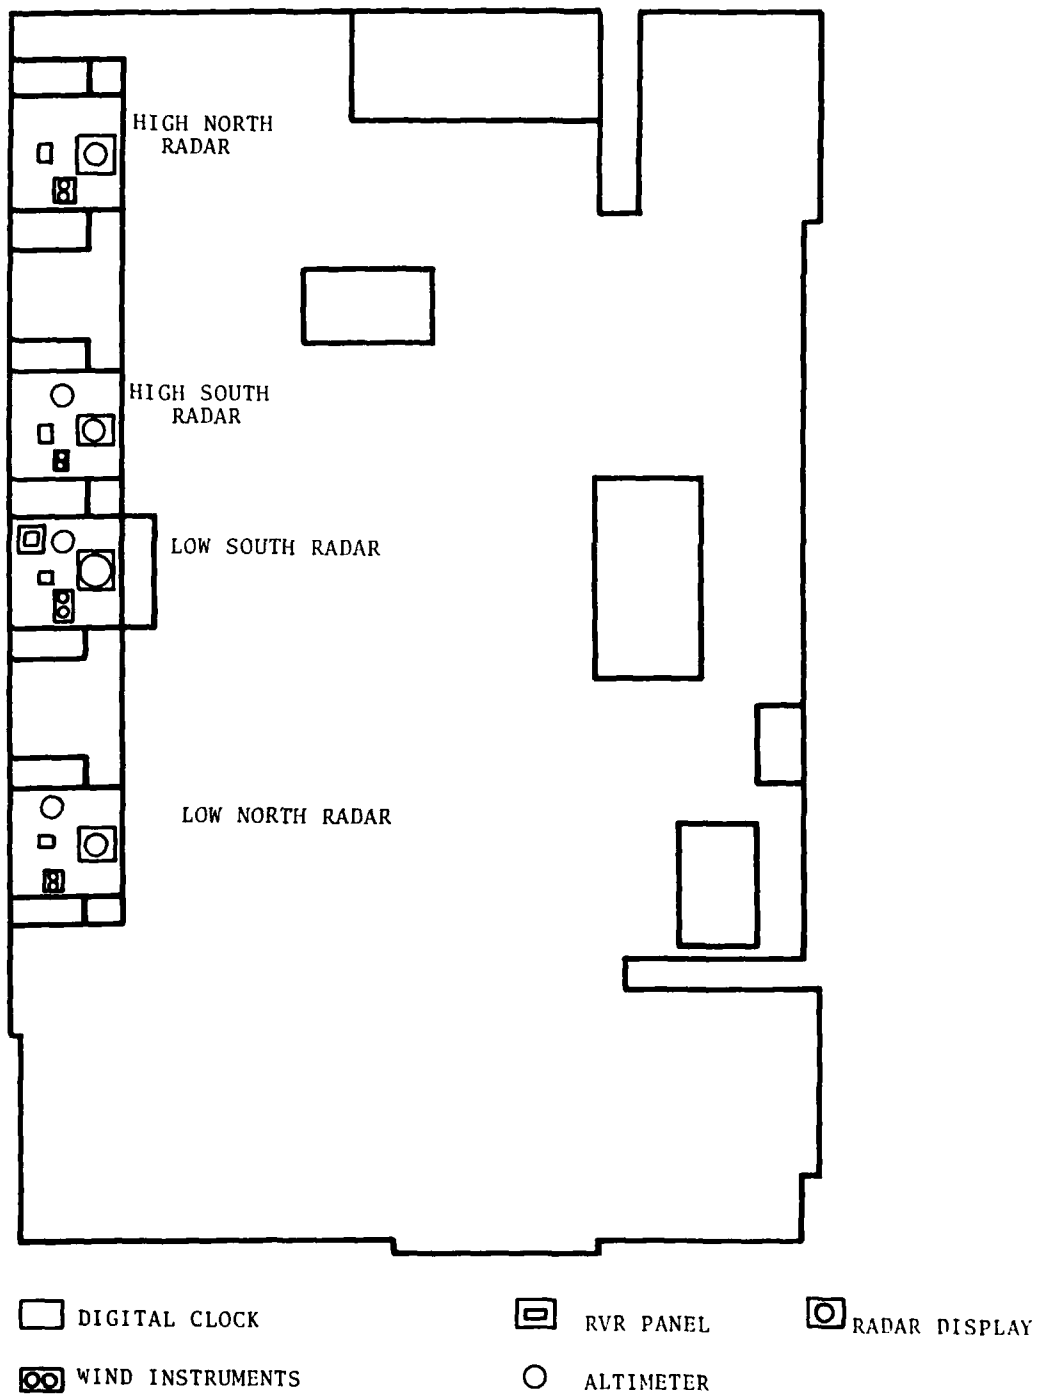 HIGH NORTH
RADAR
HIGH SOUTH
RADAR
LOW SOUTH RADAR
LOW NORTH RADAR
DIGITAL CLOCK
RVR PANEL
RADAR DISPLAY
WIND INSTRUMENTS
ALTIMETER